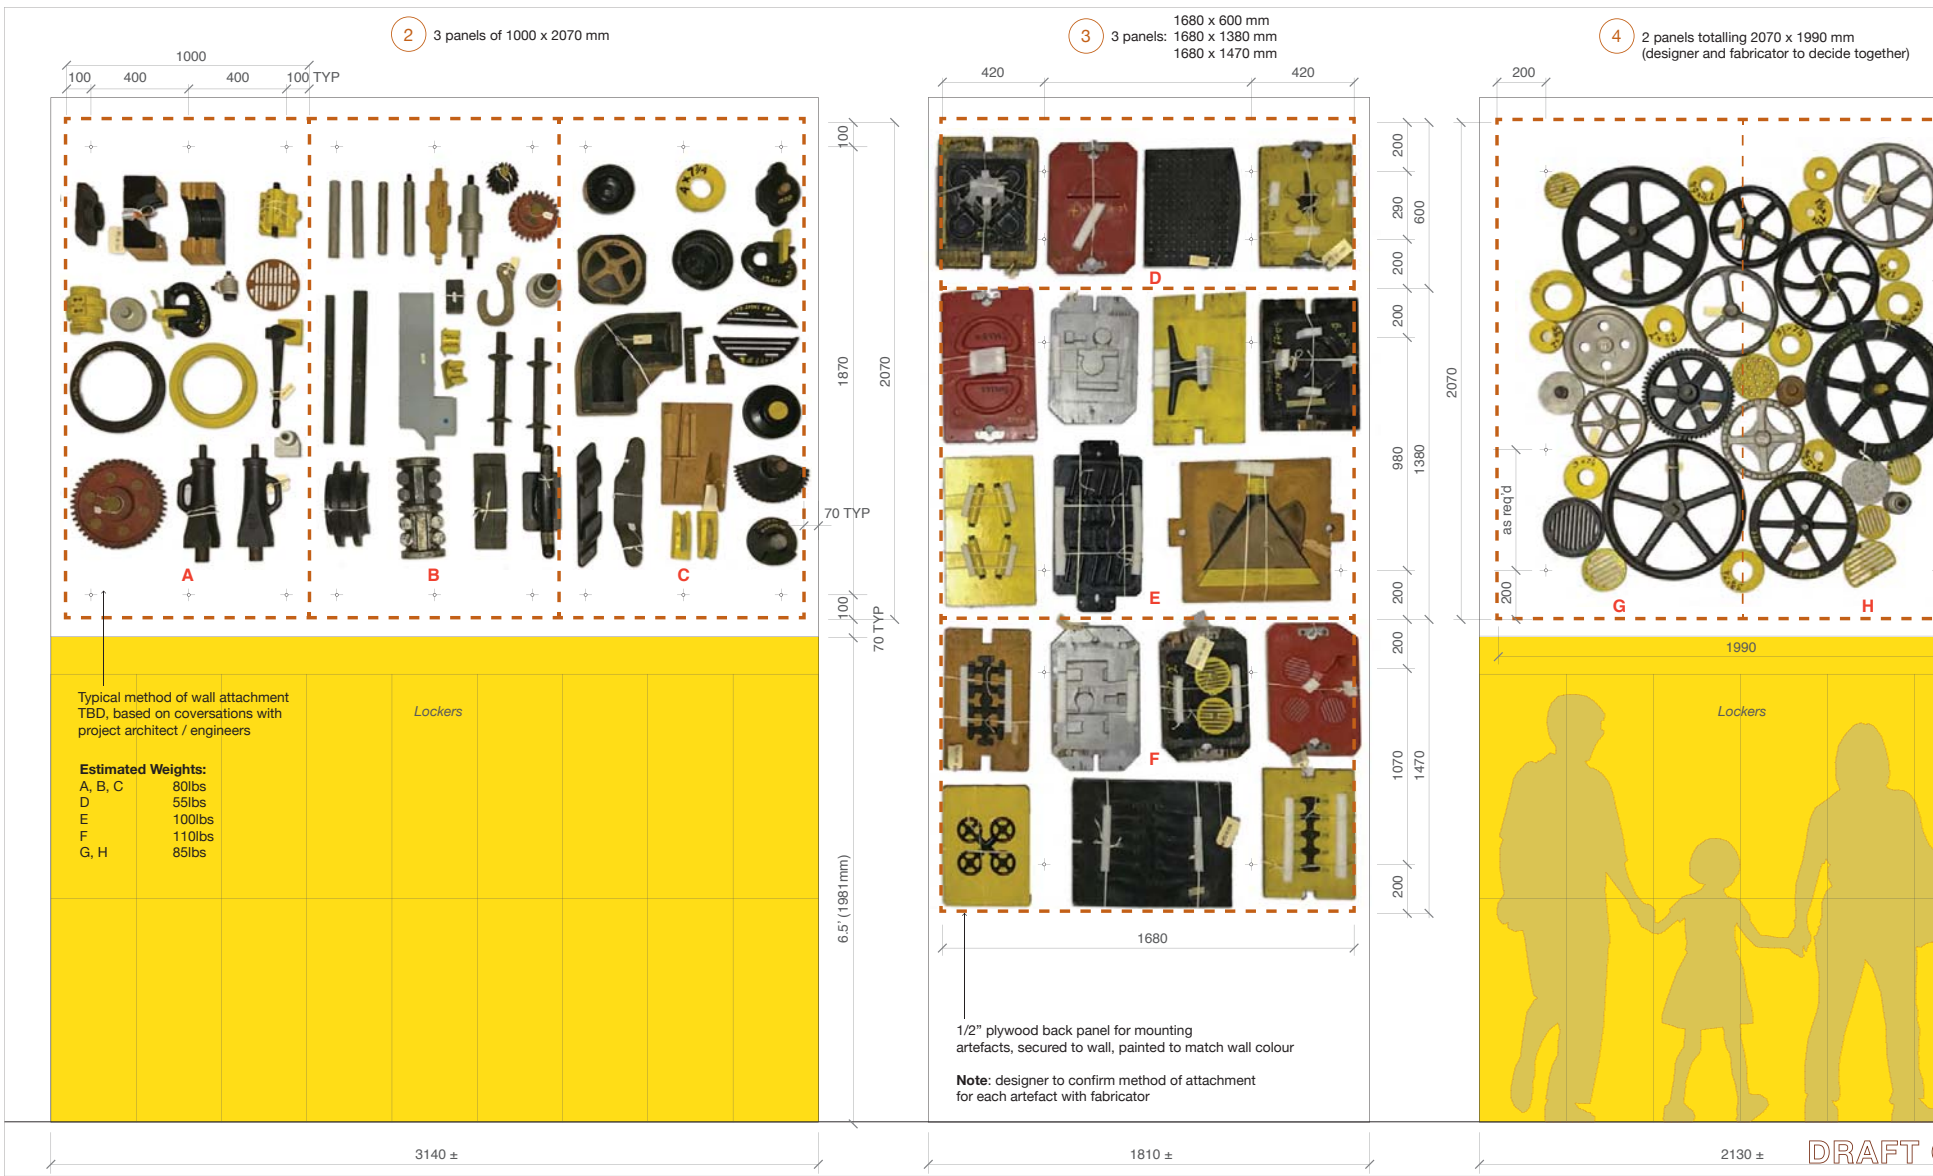 2 3 panels of 1000 x 2070 mm
1000
100 400 400 100 TYP
100
1870
2070
70 TYP
100
70 TYP
A B C
Typical method of wall attachment
TBD, based on coversations with
project architect / engineers
Estimated Weights:
A, B, C 80lbs
D 55lbs
E 100lbs
F 110lbs
G, H 85lbs
Lockers
6.5' (1981mm)
3140 ±
3 3 panels:
1680 x 600 mm
1680 x 1380 mm
1680 x 1470 mm
420 420
200
290
600
200
D
200
980
1380
200
E
200
1070
1470
200
F
1680
1/2” plywood back panel for mounting
artefacts, secured to wall, painted to match wall colour
Note: designer to confirm method of attachment
for each artefact with fabricator
1810 ±
4 2 panels totalling 2070 x 1990 mm
(designer and fabricator to decide together)
200
2070
as req'd
200
G H
1990
Lockers
2130 ±
DRAFT